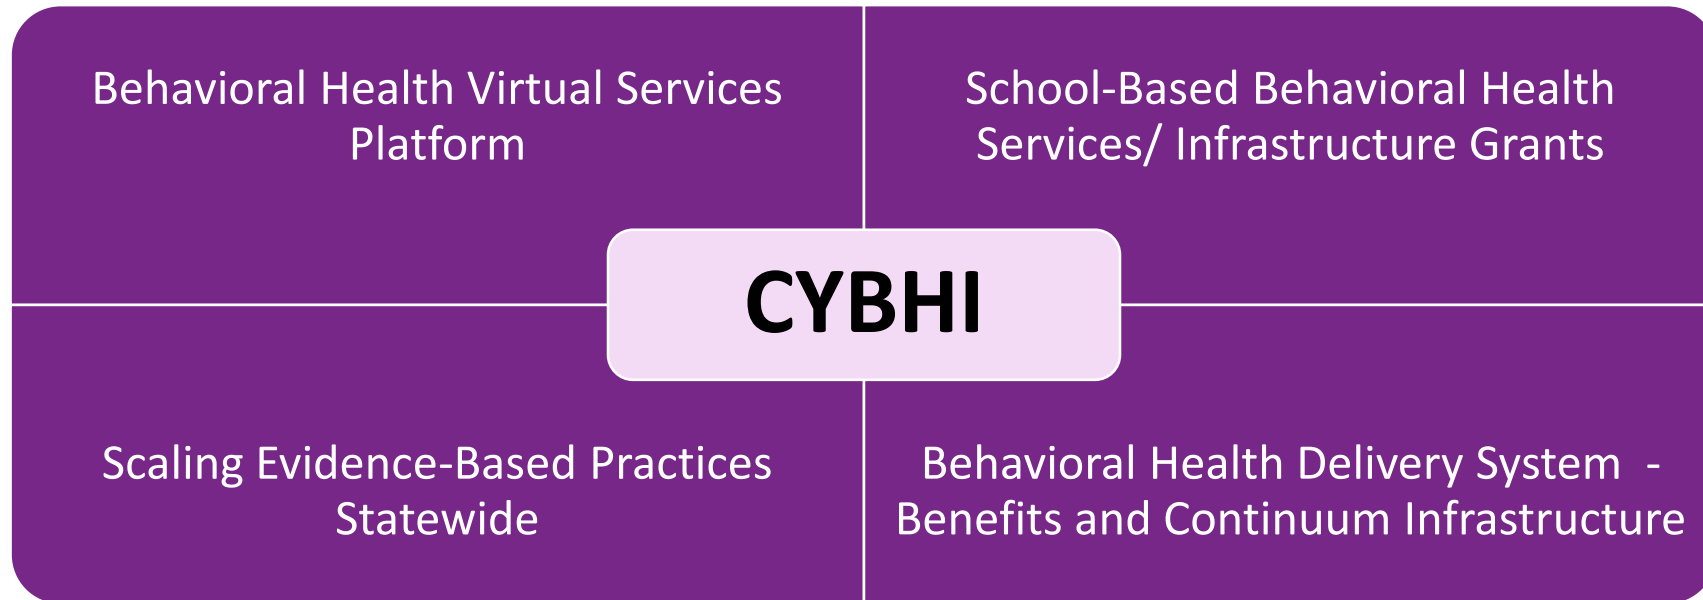 Behavioral Health Virtual Services
Platform
School-Based Behavioral Health
Services/ Infrastructure Grants
CYBHI
Scaling Evidence-Based Practices
Statewide
Behavioral Health Delivery System  -
Benefits and Continuum Infrastructure